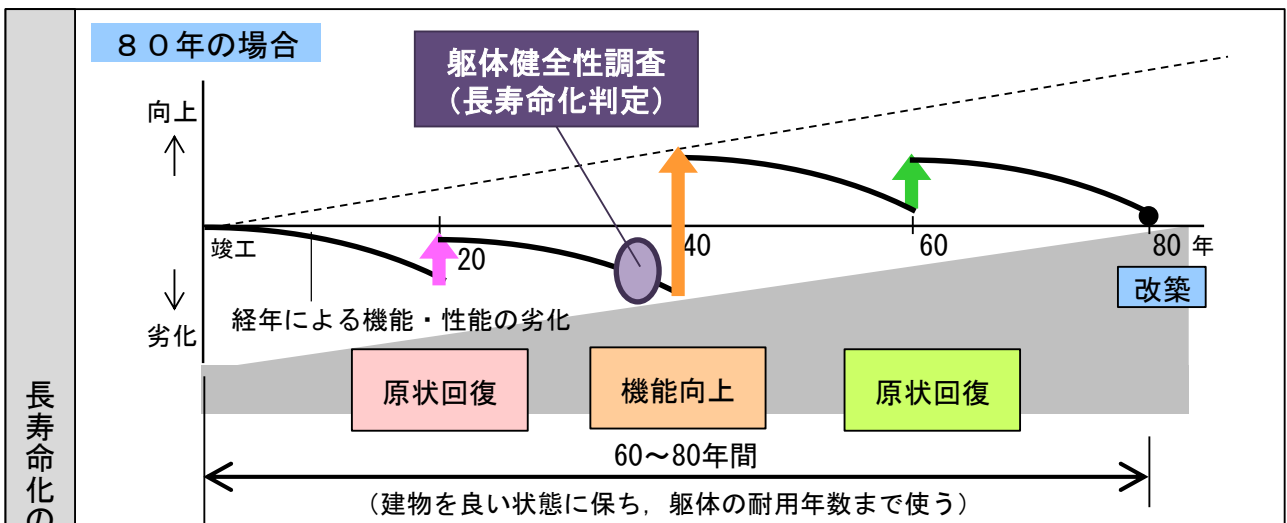 ８０年の場合
躯体健全性調査
（長寿命化判定）
向上
竣工
20
40
60
80 年
改築
劣化
経年による機能・性能の劣化
原状回復
機能向上
原状回復
60～80年間
（建物を良い状態に保ち，躯体の耐用年数まで使う）
長寿命化の